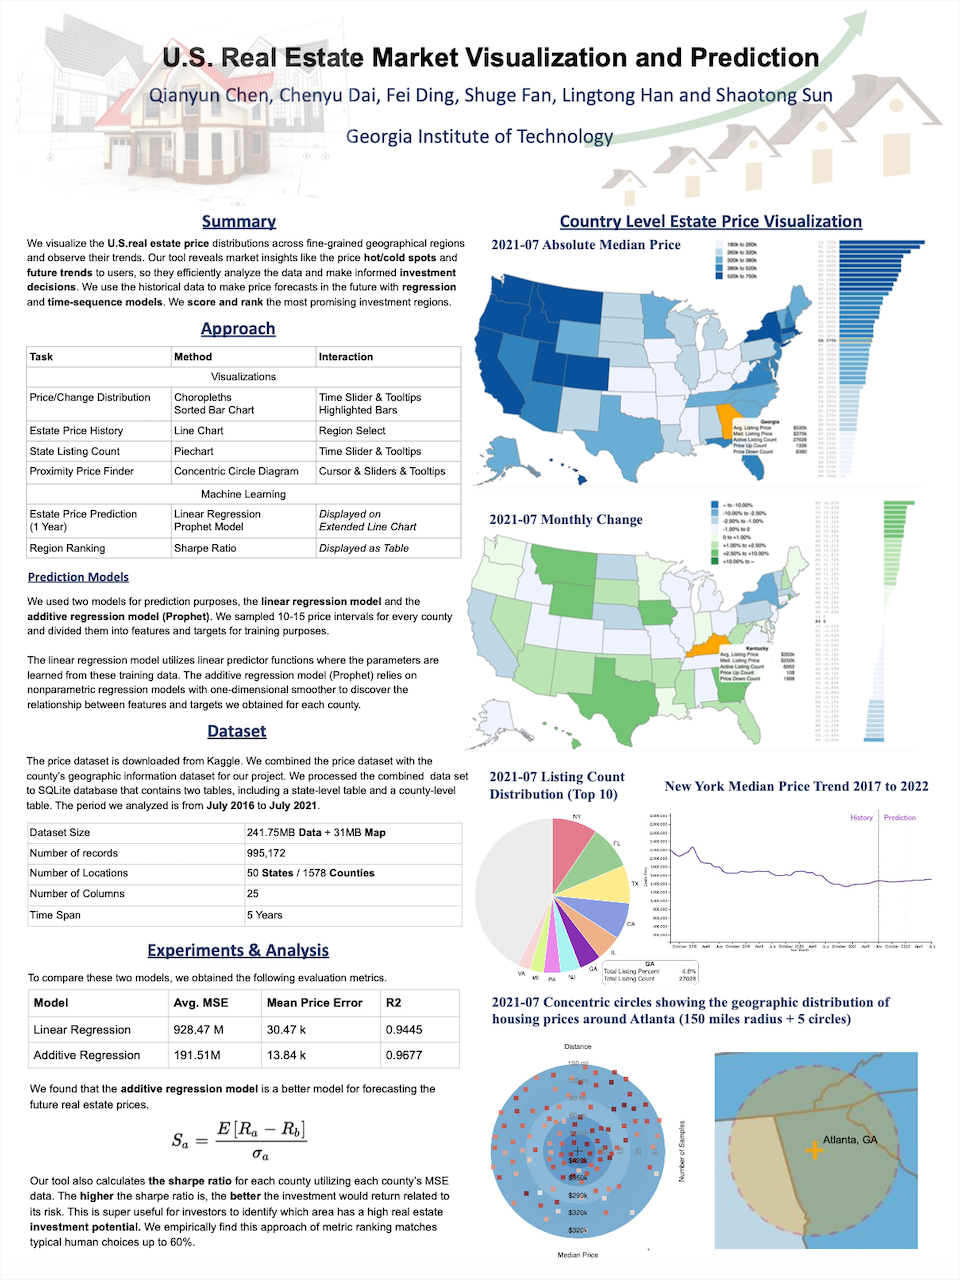 U.S. Real Estate Market Visualization and Prediction
Qianyun Chen, Chenyu Dai, Fei Ding, Shuge Fan, Lingtong Han and Shaotong Sun
Georgia Institute of Technology
Summary
We visualize the U.S.real estate price distributions across fine-grained geographical regions
and observe their trends. Our tool reveals market insights like the price hot/cold spots and
future trends to users, so they efficiently analyze the data and make informed investment
decisions. We use the historical data to make price forecasts in the future with regression
and time-sequence models. We score and rank the most promising investment regions.
Approach
Task Method Interaction
Visualizations
Price/Change Distribution Choropleths Time Slider & Tooltips
Sorted Bar Chart Highlighted Bars
Estate Price History Line Chart Region Select
State Listing Count Piechart Time Slider & Tooltips
Proximity Price Finder Concentric Circle Diagram Cursor & Sliders & Tooltips
Machine Learning
Estate Price Prediction Linear Regression Displayed on
(1 Year) Prophet Model Extended Line Chart
Region Ranking Sharpe Ratio Displayed as Table
Prediction Models
We used two models for prediction purposes, the linear regression model and the
additive regression model (Prophet). We sampled 10-15 price intervals for every county
and divided them into features and targets for training purposes.
The linear regression model utilizes linear predictor functions where the parameters are
learned from these training data. The additive regression model (Prophet) relies on
nonparametric regression models with one-dimensional smoother to discover the
relationship between features and targets we obtained for each county.
Dataset
The price dataset is downloaded from Kaggle. We combined the price dataset with the
county's geographic information dataset for our project. We processed the combined data set
to SQLite database that contains two tables, including a state-level table and a county-level
table. The period we analyzed is from July 2016 to July 2021.
Dataset Size 241.75MB Data + 31MB Map
Number of records 995,172
Number of Locations 50 States / 1578 Counties
Number of Columns 25
Time Span 5 Years
Experiments & Analysis
To compare these two models, we obtained the following evaluation metrics.
Model Avg. MSE Mean Price Error R2
Linear Regression 928.47 M 30.47 k 0.9445
Additive Regression 191.51M 13.84 k 0.9677
We found that the additive regression model is a better model for forecasting the
future real estate prices.
Sa = E [Ra − Rb] / σa
Our tool also calculates the sharpe ratio for each county utilizing each county's MSE
data. The higher the sharpe ratio is, the better the investment would return related to
its risk. This is super useful for investors to identify which area has a high real estate
investment potential. We empirically find this approach of metric ranking matches
typical human choices up to 60%.
Country Level Estate Price Visualization
2021-07 Absolute Median Price
180k to 260k
260k to 320k
320k to 380k
380k to 520k
520k to 750k
Georgia
Avg. Listing Price $530k
Med. Listing Price $370k
Active Listing Count 27628
Price Up Count 1336
Price Down Count 8380
2021-07 Monthly Change
~ to -10.00%
-10.00% to -2.50%
-2.50% to -1.00%
-1.00% to 0
0 to +1.00%
+1.00% to +2.50%
+2.50% to +10.00%
+10.00% to ~
Kentucky
Avg. Listing Price $350k
Med. Listing Price $250k
Active Listing Count 6062
Price Up Count 108
Price Down Count 1988
2021-07 Listing Count
Distribution (Top 10)
NY
FL
TX
CA
IL
GA
NJ
PA
MI
VA
GA
Total Listing Percent 4.6%
Total Listing Count 27628
New York Median Price Trend 2017 to 2022
History Prediction
2021-07 Concentric circles showing the geographic distribution of
housing prices around Atlanta (150 miles radius + 5 circles)
Distance
150 mi
Number of Samples
$290k
$320k
$320k
Median Price
Atlanta, GA